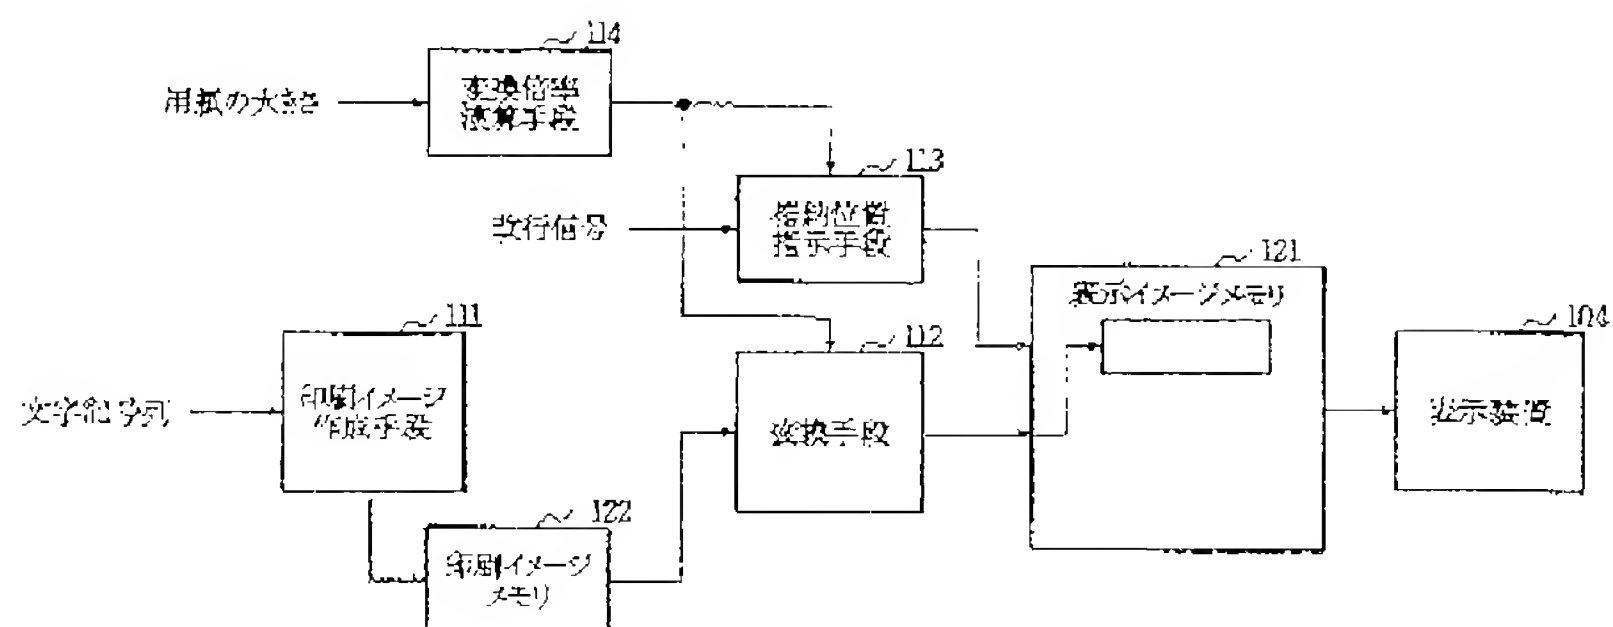 114
用紙の大きさ
変換倍率
演算手段
113
改行信号
格納位置
指示手段
121
表示イメージメモリ
111
112
104
文字記号列
印刷イメージ
作成手段
変換手段
表示装置
122
印刷イメージ
メモリ